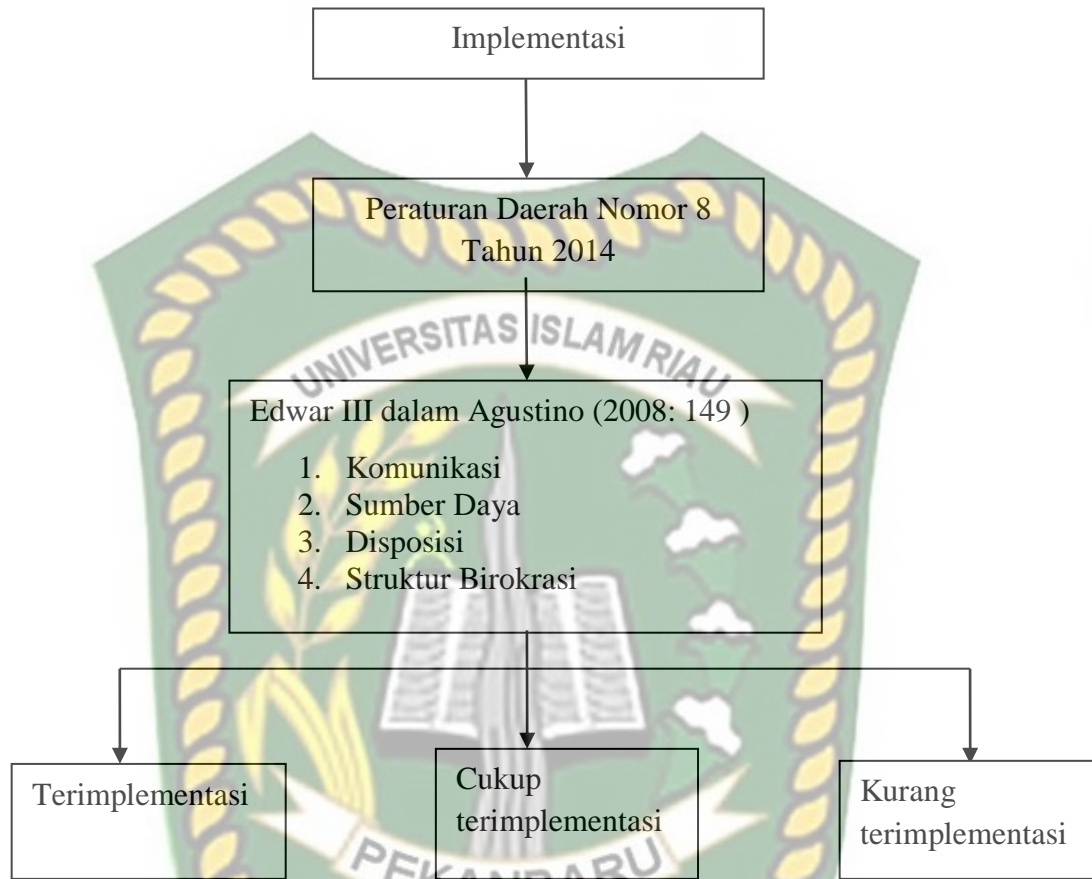 Implementasi
Peraturan Daerah Nomor 8
Tahun 2014
UNIVERSITAS ISLAM RIAU
Edwar III dalam Agustino (2008: 149 )
1. Komunikasi
2. Sumber Daya
3. Disposisi
4. Struktur Birokrasi
Terimplementasi
Cukup
terimplementasi
Kurang
terimplementasi
PEKANBARU